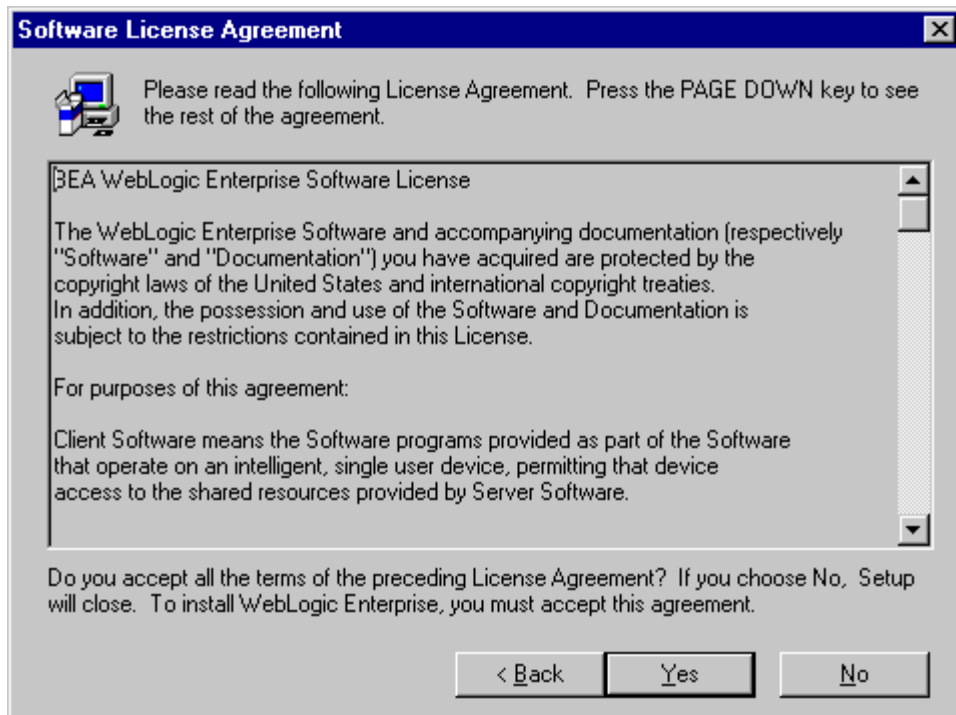 Software License Agreement
Please read the following License Agreement. Press the PAGE DOWN key to see
the rest of the agreement.
BEA WebLogic Enterprise Software License
The WebLogic Enterprise Software and accompanying documentation (respectively
"Software" and "Documentation") you have acquired are protected by the
copyright laws of the United States and international copyright treaties.
In addition, the possession and use of the Software and Documentation is
subject to the restrictions contained in this License.
For purposes of this agreement:
Client Software means the Software programs provided as part of the Software
that operate on an intelligent, single user device, permitting that device
access to the shared resources provided by Server Software.
Do you accept all the terms of the preceding License Agreement? If you choose No, Setup
will close. To install WebLogic Enterprise, you must accept this agreement.
< Back
Yes
No